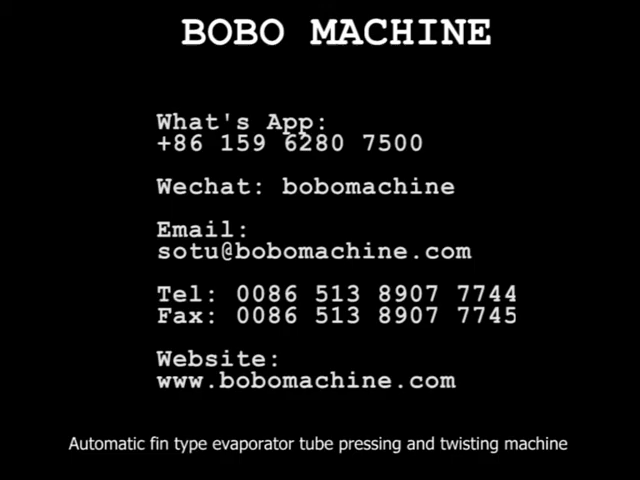 BOBO MACHINE
What's App:
+86 159 6280 7500
Wechat: bobomachine
Email:
sotu@bobomachine.com
Tel: 0086 513 8907 7744
Fax: 0086 513 8907 7745
Website:
www.bobomachine.com
Automatic fin type evaporator tube pressing and twisting machine